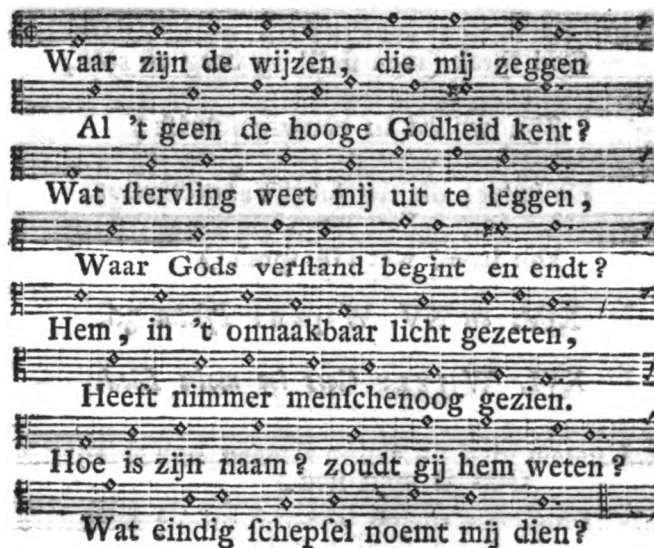 Waar zijn de wijzen, die mij zeggen
Al 't geen de hooge Godheid kent?
Wat ſtervling weet mij uit te leggen,
Waar Gods verſtand begint en endt?
Hem, in 't onnaakbaar licht gezeten,
Heeft nimmer menſchenoog gezien.
Hoe is zijn naam? zoudt gij hem weten?
Wat eindig ſchepſel noemt mij dien?